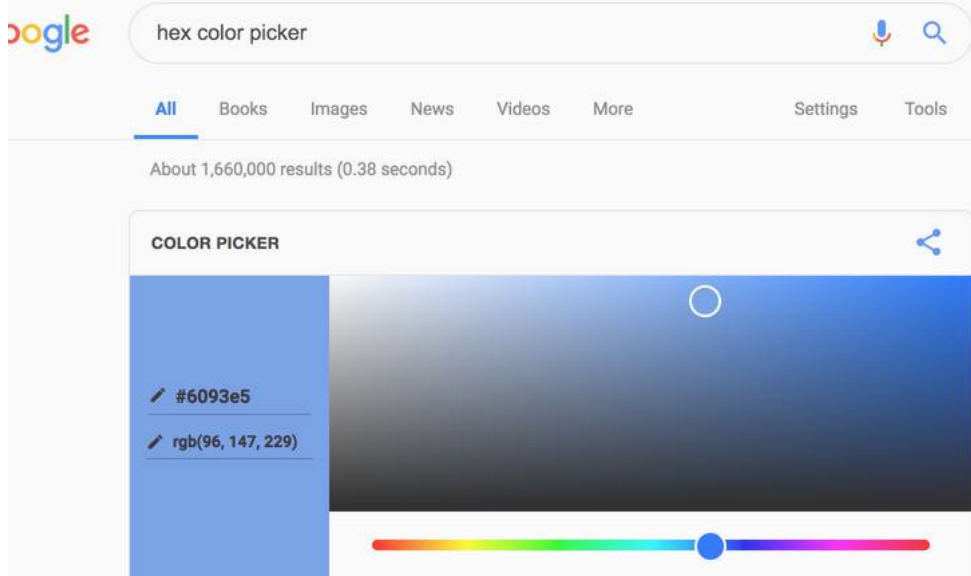 oogle
hex color picker
All Books Images News Videos More Settings Tools
About 1,660,000 results (0.38 seconds)
COLOR PICKER
#6093e5
rgb(96, 147, 229)